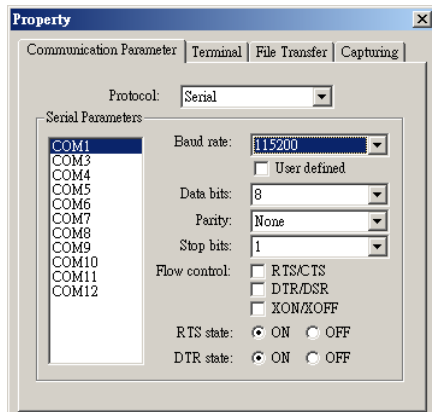 Property
Communication Parameter Terminal File Transfer Capturing
Protocol: Serial
Serial Parameters
COM1
COM3
COM4
COM5
COM6
COM7
COM8
COM9
COM10
COM11
COM12
Baud rate: 115200
User defined
Data bits: 8
Parity: None
Stop bits: 1
Flow control: RTS/CTS
DTR/DSR
XON/XOFF
RTS state: ON OFF
DTR state: ON OFF